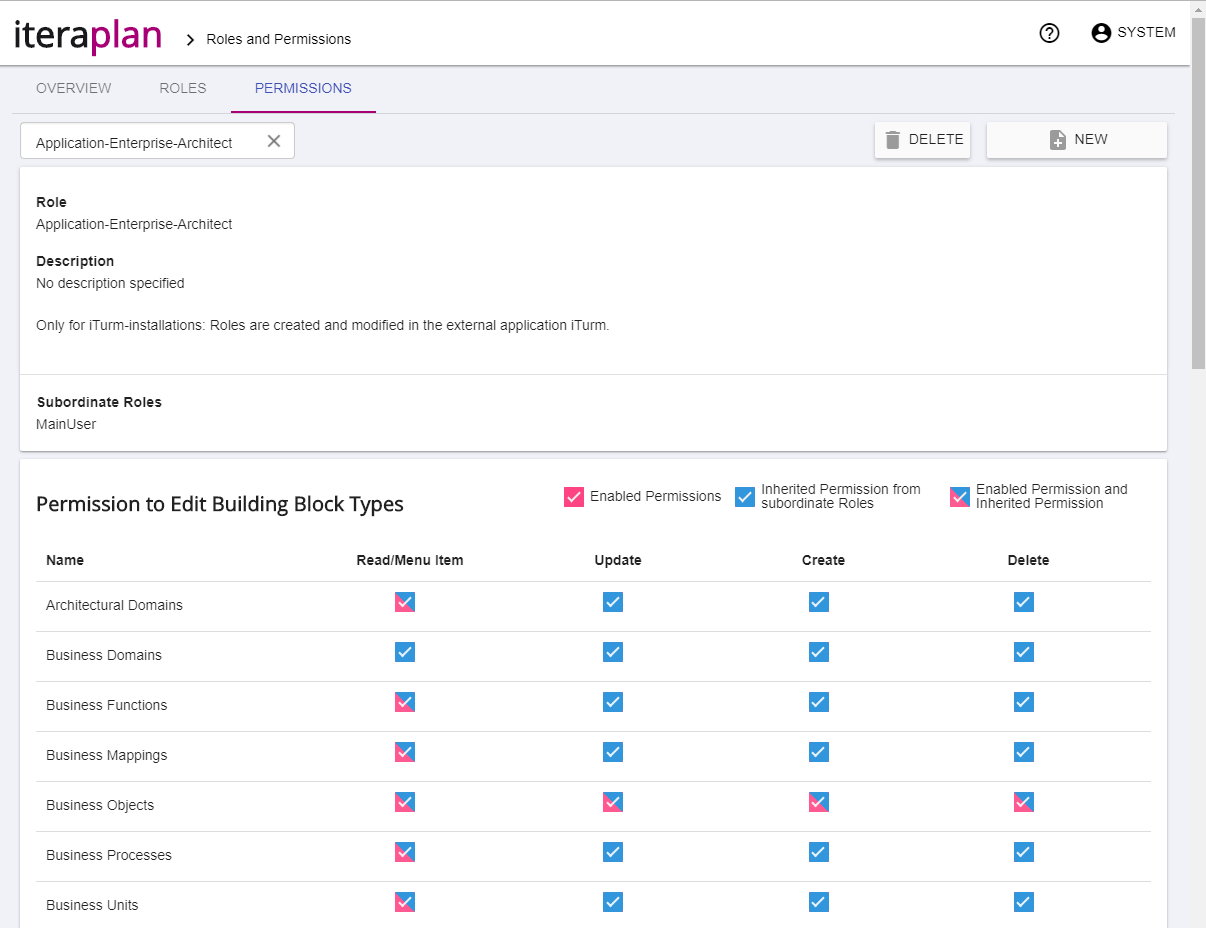 iteraplan
Roles and Permissions
SYSTEM
OVERVIEW ROLES PERMISSIONS
Application-Enterprise-Architect
DELETE
NEW
Role
Application-Enterprise-Architect
Description
No description specified
Only for iTurm-installations: Roles are created and modified in the external application iTurm.
Subordinate Roles
MainUser
Permission to Edit Building Block Types
Enabled Permissions
Inherited Permission from
subordinate Roles
Enabled Permission and
Inherited Permission
Name Read/Menu Item Update Create Delete
Architectural Domains
Business Domains
Business Functions
Business Mappings
Business Objects
Business Processes
Business Units